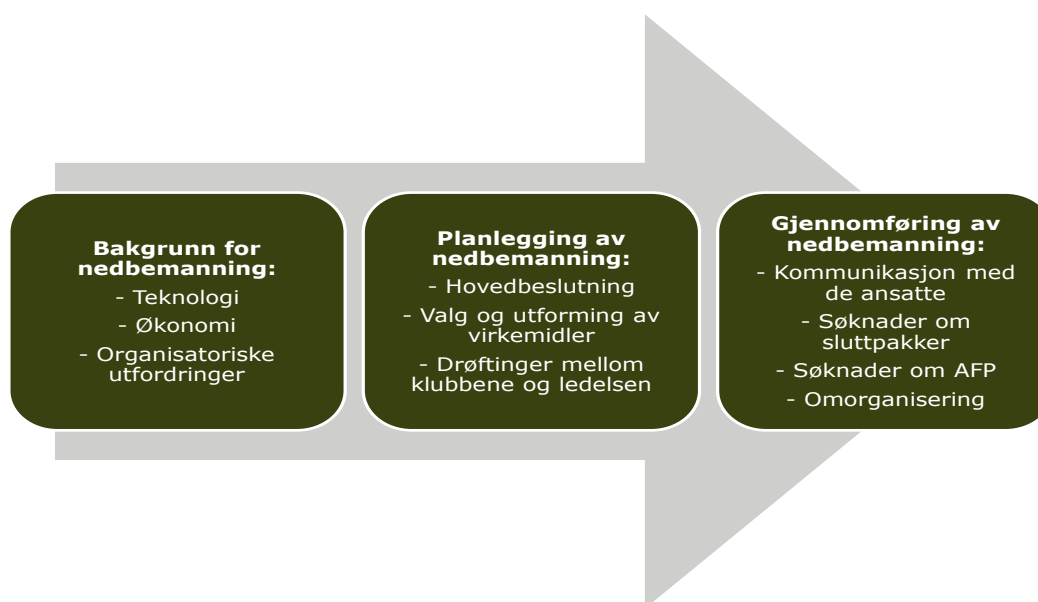 Bakgrunn for
nedbemanning:
- Teknologi
- Økonomi
- Organisatoriske
utfordringer
Planlegging av
nedbemanning:
- Hovedbeslutning
- Valg og utforming av
virkemidler
- Drøftinger mellom
klubbene og ledelsen
Gjennomføring av
nedbemanning:
- Kommunikasjon med
de ansatte
- Søknader om
sluttpakker
- Søknader om AFP
- Omorganisering